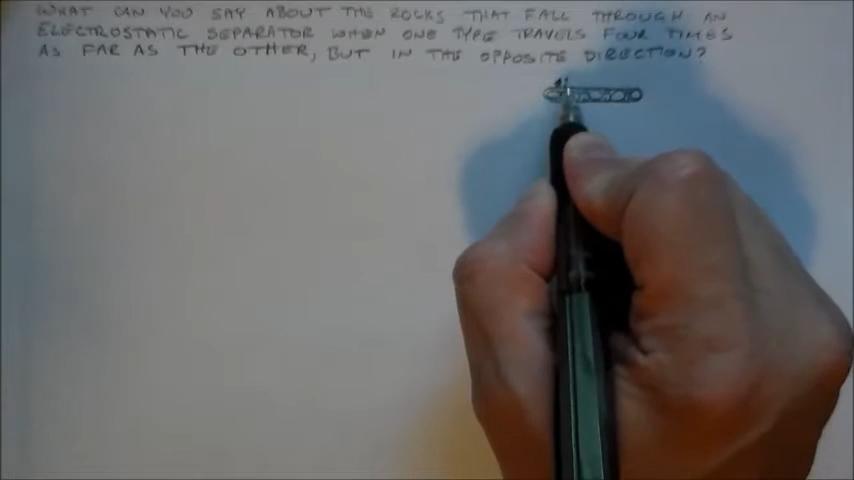 WHAT CAN YOU SAY ABOUT THE ROCKS THAT FALL THROUGH AN
ELECTROSTATIC SEPARATOR WHEN ONE TYPE TRAVELS FOUR TIMES
AS FAR AS THE OTHER, BUT IN THE OPPOSITE DIRECTION?